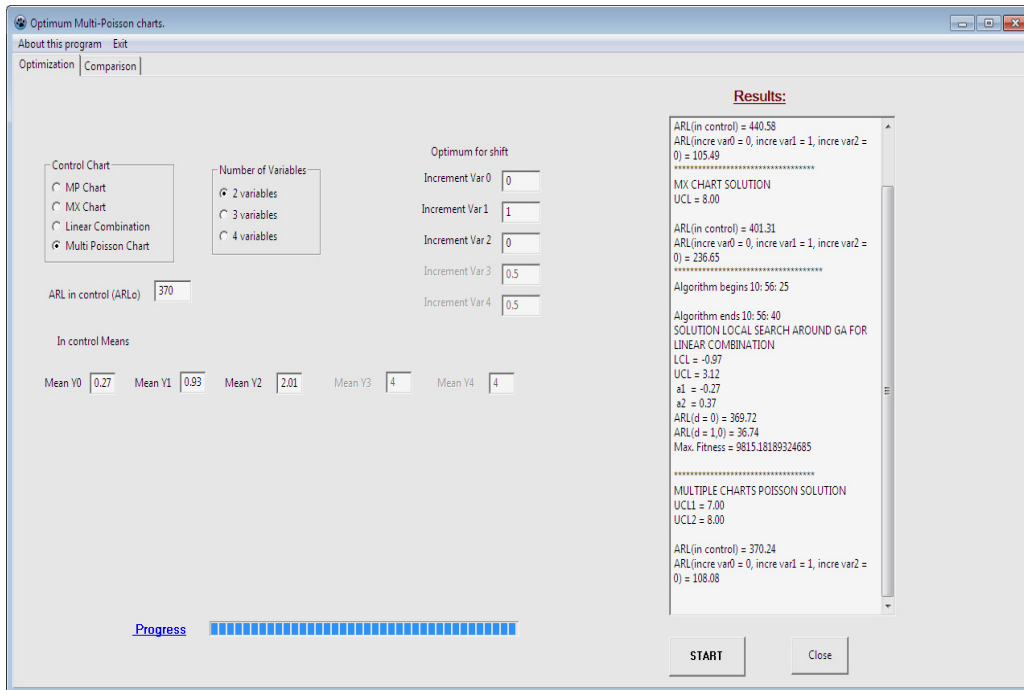 Optimum Multi-Poisson charts.
About this program Exit
Optimization Comparison
Control Chart
MP Chart
MX Chart
Linear Combination
Multi Poisson Chart
Number of Variables
2 variables
3 variables
4 variables
Optimum for shift
Increment Var 0 0
Increment Var 1 1
Increment Var 2 0
Increment Var 3 0.5
Increment Var 4 0.5
ARL in control (ARLo) 370
In control Means
Mean Y0 0.27 Mean Y1 0.93 Mean Y2 2.01 Mean Y3 4 Mean Y4 4
Progress
Results:
ARL(in control) = 440.58
ARL(incre var0 = 0, incre var1 = 1, incre var2 =
0) = 105.49
***********************************
MX CHART SOLUTION
UCL = 8.00
ARL(in control) = 401.31
ARL(incre var0 = 0, incre var1 = 1, incre var2 =
0) = 236.65
*************************************
Algorithm begins 10: 56: 25
Algorithm ends 10: 56: 40
SOLUTION LOCAL SEARCH AROUND GA FOR
LINEAR COMBINATION
LCL = -0.97
UCL = 3.12
a1 = -0.27
a2 = 0.37
ARL(d = 0) = 369.72
ARL(d = 1,0) = 36.74
Max. Fitness = 9815.18189324685
***********************************
MULTIPLE CHARTS POISSON SOLUTION
UCL1 = 7.00
UCL2 = 8.00
ARL(in control) = 370.24
ARL(incre var0 = 0, incre var1 = 1, incre var2 =
0) = 108.08
START Close